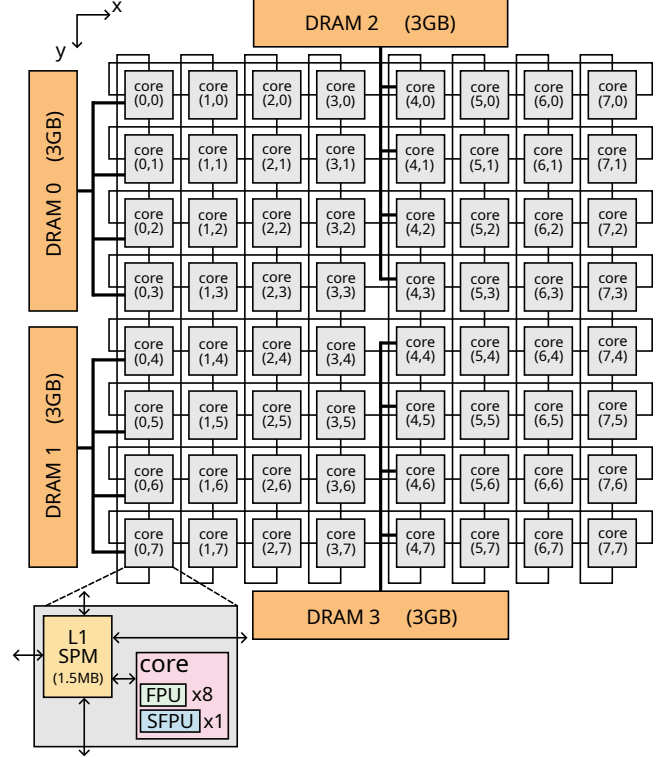 x
y
DRAM 2 (3GB)
DRAM 0 (3GB)
DRAM 1 (3GB)
core core core core core core core core
(0,0) (1,0) (2,0) (3,0) (4,0) (5,0) (6,0) (7,0)
core core core core core core core core
(0,1) (1,1) (2,1) (3,1) (4,1) (5,1) (6,1) (7,1)
core core core core core core core core
(0,2) (1,2) (2,2) (3,2) (4,2) (5,2) (6,2) (7,2)
core core core core core core core core
(0,3) (1,3) (2,3) (3,3) (4,3) (5,3) (6,3) (7,3)
core core core core core core core core
(0,4) (1,4) (2,4) (3,4) (4,4) (5,4) (6,4) (7,4)
core core core core core core core core
(0,5) (1,5) (2,5) (3,5) (4,5) (5,5) (6,5) (7,5)
core core core core core core core core
(0,6) (1,6) (2,6) (3,6) (4,6) (5,6) (6,6) (7,6)
core core core core core core core core
(0,7) (1,7) (2,7) (3,7) (4,7) (5,7) (6,7) (7,7)
DRAM 3 (3GB)
L1
SPM
(1.5MB)
core
FPU x8
SFPU x1